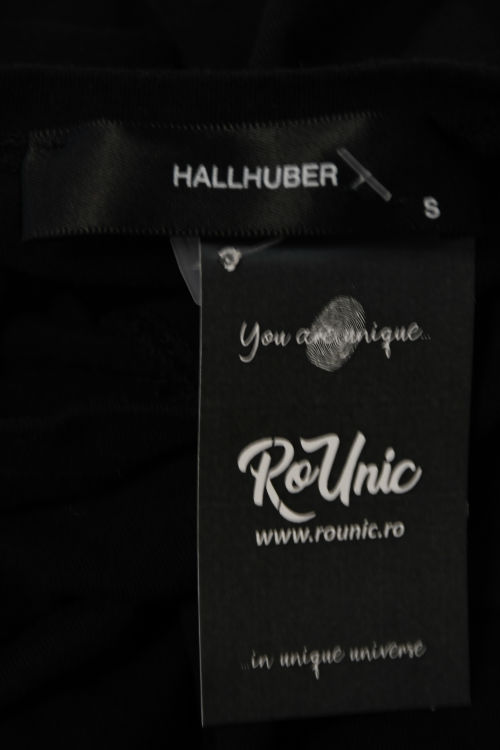 HALLHUBER
S
You are unique...
RoUnic
www.rounic.ro
...in unique universe